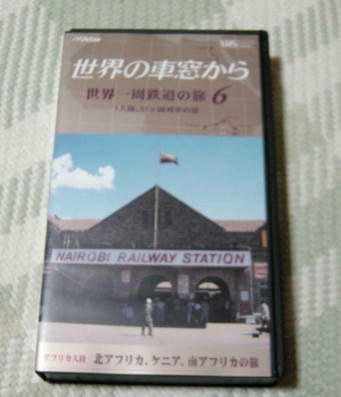 Victor
VHS
世界の車窓から
世界一周鉄道の旅 6
NAIROBI RAILWAY STATION
アフリカ大陸 北アフリカ、ケニア、南アフリカの旅